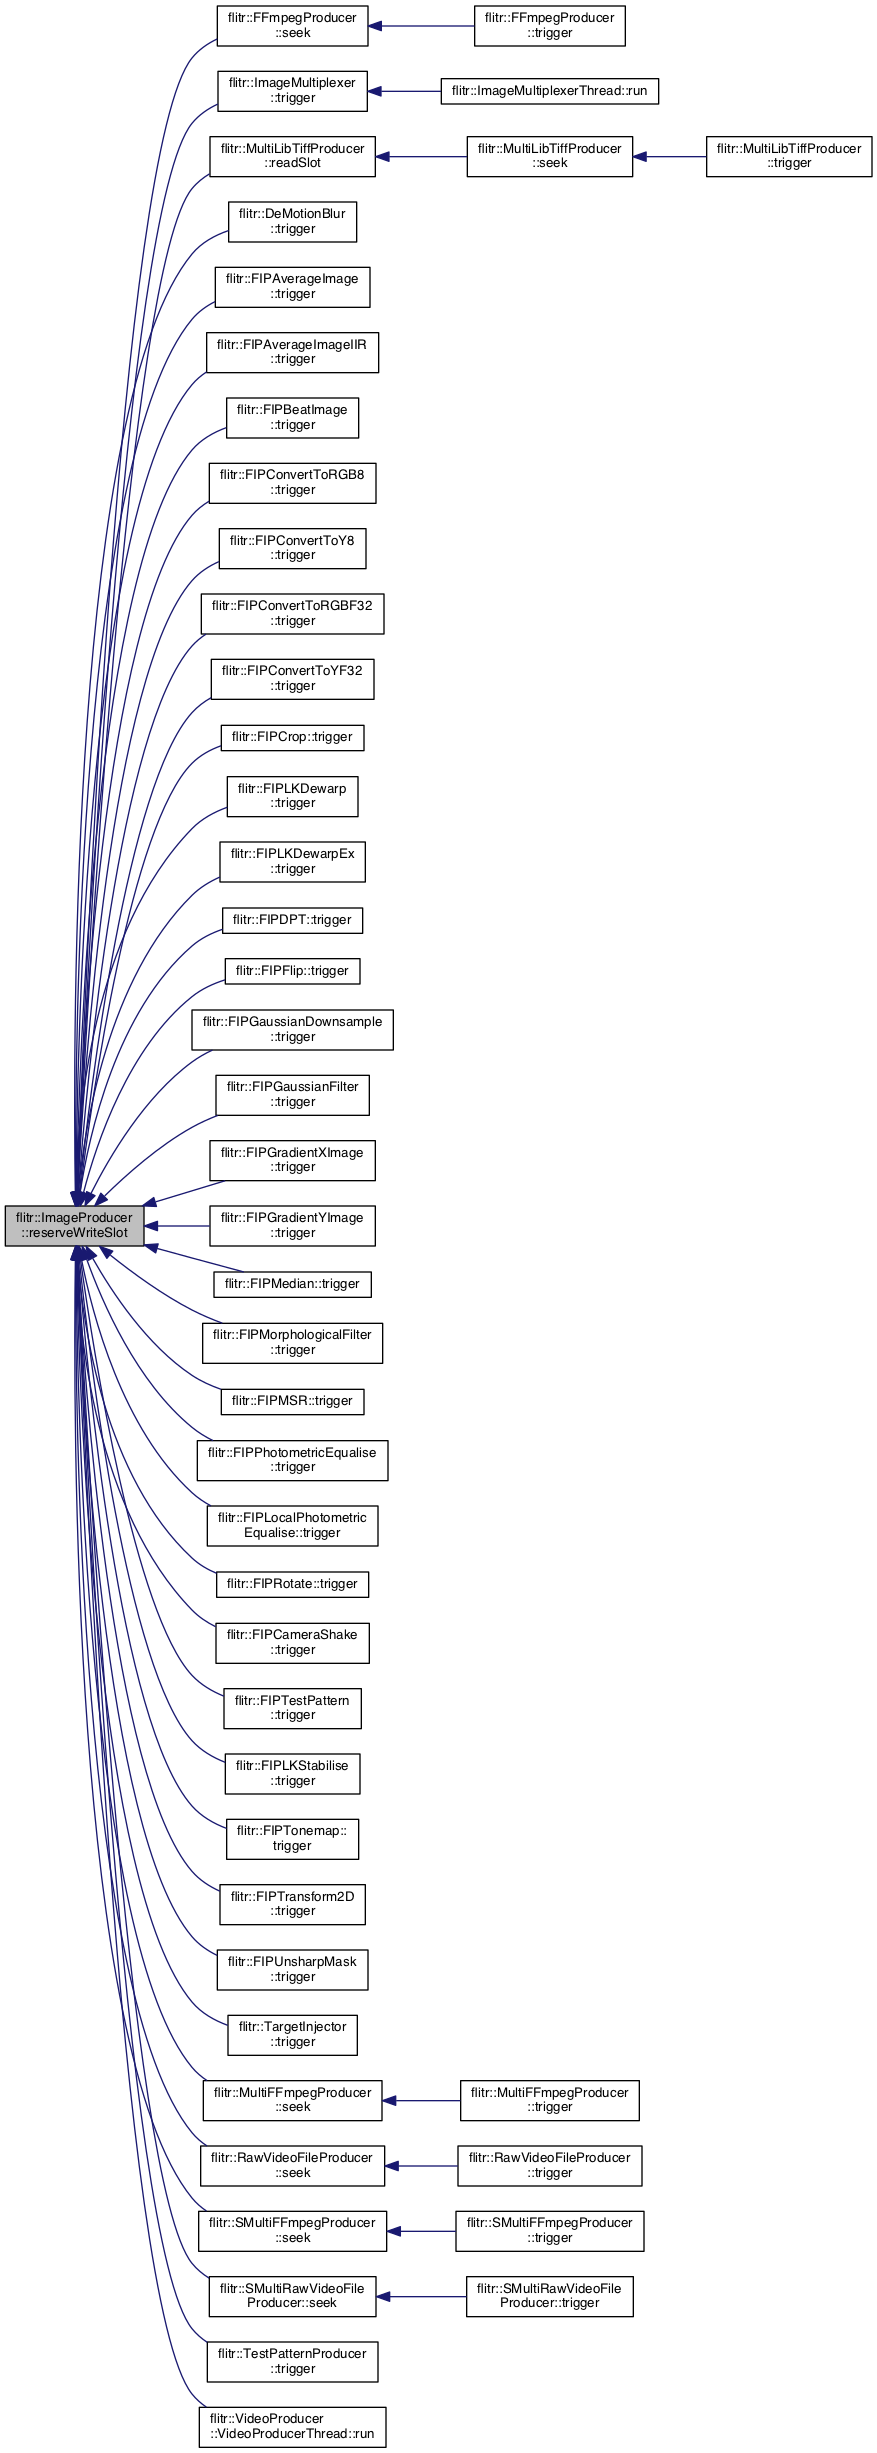 flitr::FFmpegProducer
::seek
flitr::FFmpegProducer
::trigger
flitr::ImageMultiplexer
::trigger
flitr::ImageMultiplexerThread::run
flitr::MultiLibTiffProducer
::readSlot
flitr::MultiLibTiffProducer
::seek
flitr::MultiLibTiffProducer
::trigger
flitr::DeMotionBlur
::trigger
flitr::FIPAverageImage
::trigger
flitr::FIPAverageImageIIR
::trigger
flitr::FIPBeatImage
::trigger
flitr::FIPConvertToRGB8
::trigger
flitr::FIPConvertToY8
::trigger
flitr::FIPConvertToRGBF32
::trigger
flitr::FIPConvertToYF32
::trigger
flitr::FIPCrop::trigger
flitr::FIPLKDewarp
::trigger
flitr::FIPLKDewarpEx
::trigger
flitr::FIPDPT::trigger
flitr::FIPFlip::trigger
flitr::FIPGaussianDownsample
::trigger
flitr::FIPGaussianFilter
::trigger
flitr::FIPGradientXImage
::trigger
flitr::ImageProducer
::reserveWriteSlot
flitr::FIPGradientYImage
::trigger
flitr::FIPMedian::trigger
flitr::FIPMorphologicalFilter
::trigger
flitr::FIPMSR::trigger
flitr::FIPPhotometricEqualise
::trigger
flitr::FIPLocalPhotometric
Equalise::trigger
flitr::FIPRotate::trigger
flitr::FIPCameraShake
::trigger
flitr::FIPTestPattern
::trigger
flitr::FIPLKStabilise
::trigger
flitr::FIPTonemap::
trigger
flitr::FIPTransform2D
::trigger
flitr::FIPUnsharpMask
::trigger
flitr::TargetInjector
::trigger
flitr::MultiFFmpegProducer
::seek
flitr::MultiFFmpegProducer
::trigger
flitr::RawVideoFileProducer
::seek
flitr::RawVideoFileProducer
::trigger
flitr::SMultiFFmpegProducer
::seek
flitr::SMultiFFmpegProducer
::trigger
flitr::SMultiRawVideoFile
Producer::seek
flitr::SMultiRawVideoFile
Producer::trigger
flitr::TestPatternProducer
::trigger
flitr::VideoProducer
::VideoProducerThread::run